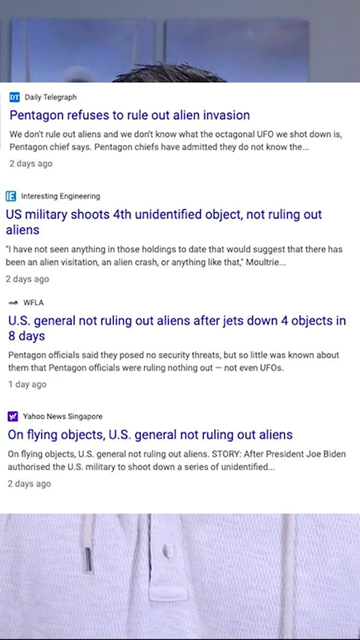 DT Daily Telegraph
Pentagon refuses to rule out alien invasion
We don't rule out aliens and we don't know what the octagonal UFO we shot down is,
Pentagon chief says. Pentagon chiefs have admitted they do not know the...
2 days ago
IE Interesting Engineering
US military shoots 4th unidentified object, not ruling out
aliens
"I have not seen anything in those holdings to date that would suggest that there has
been an alien visitation, an alien crash, or anything like that," Moultrie...
2 days ago
WFLA
U.S. general not ruling out aliens after jets down 4 objects in
8 days
Pentagon officials said they posed no security threats, but so little was known about
them that Pentagon officials were ruling nothing out — not even UFOs.
1 day ago
y! Yahoo News Singapore
On flying objects, U.S. general not ruling out aliens
On flying objects, U.S. general not ruling out aliens. STORY: After President Joe Biden
authorised the U.S. military to shoot down a series of unidentified...
2 days ago